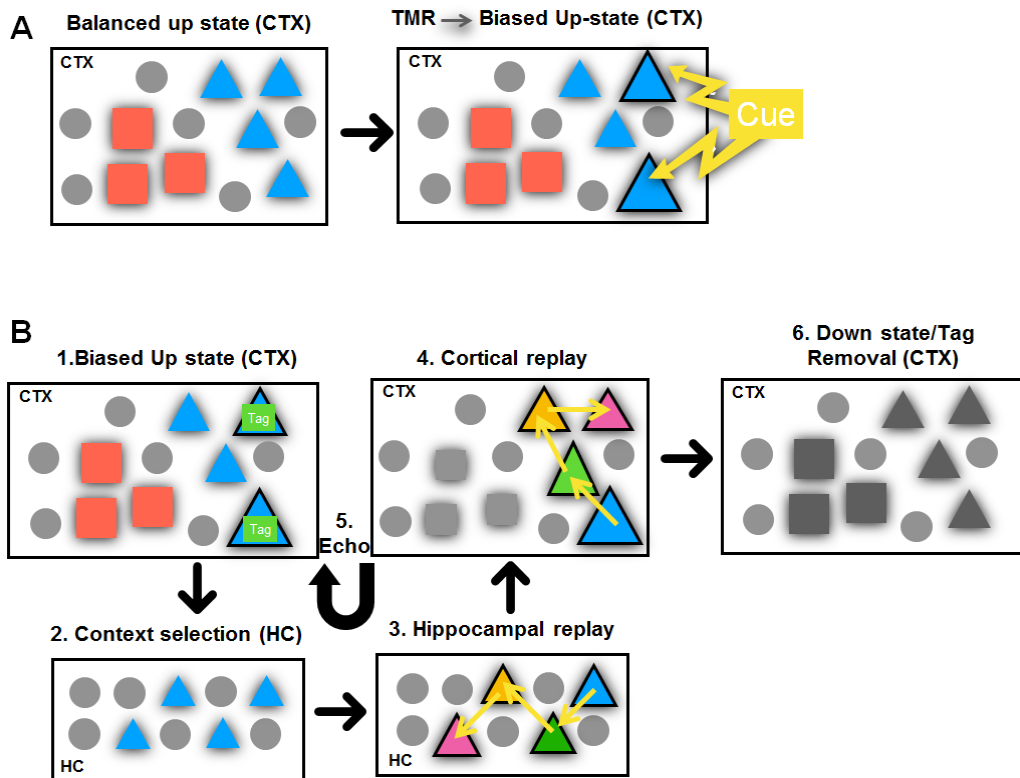 A
Balanced up state (CTX)
TMR → Biased Up-state (CTX)
CTX
CTX
Cue
B
1.Biased Up state (CTX)
4. Cortical replay
6. Down state/Tag
Removal (CTX)
CTX
Tag
Tag
CTX
CTX
5.
Echo
2. Context selection (HC)
3. Hippocampal replay
HC
HC